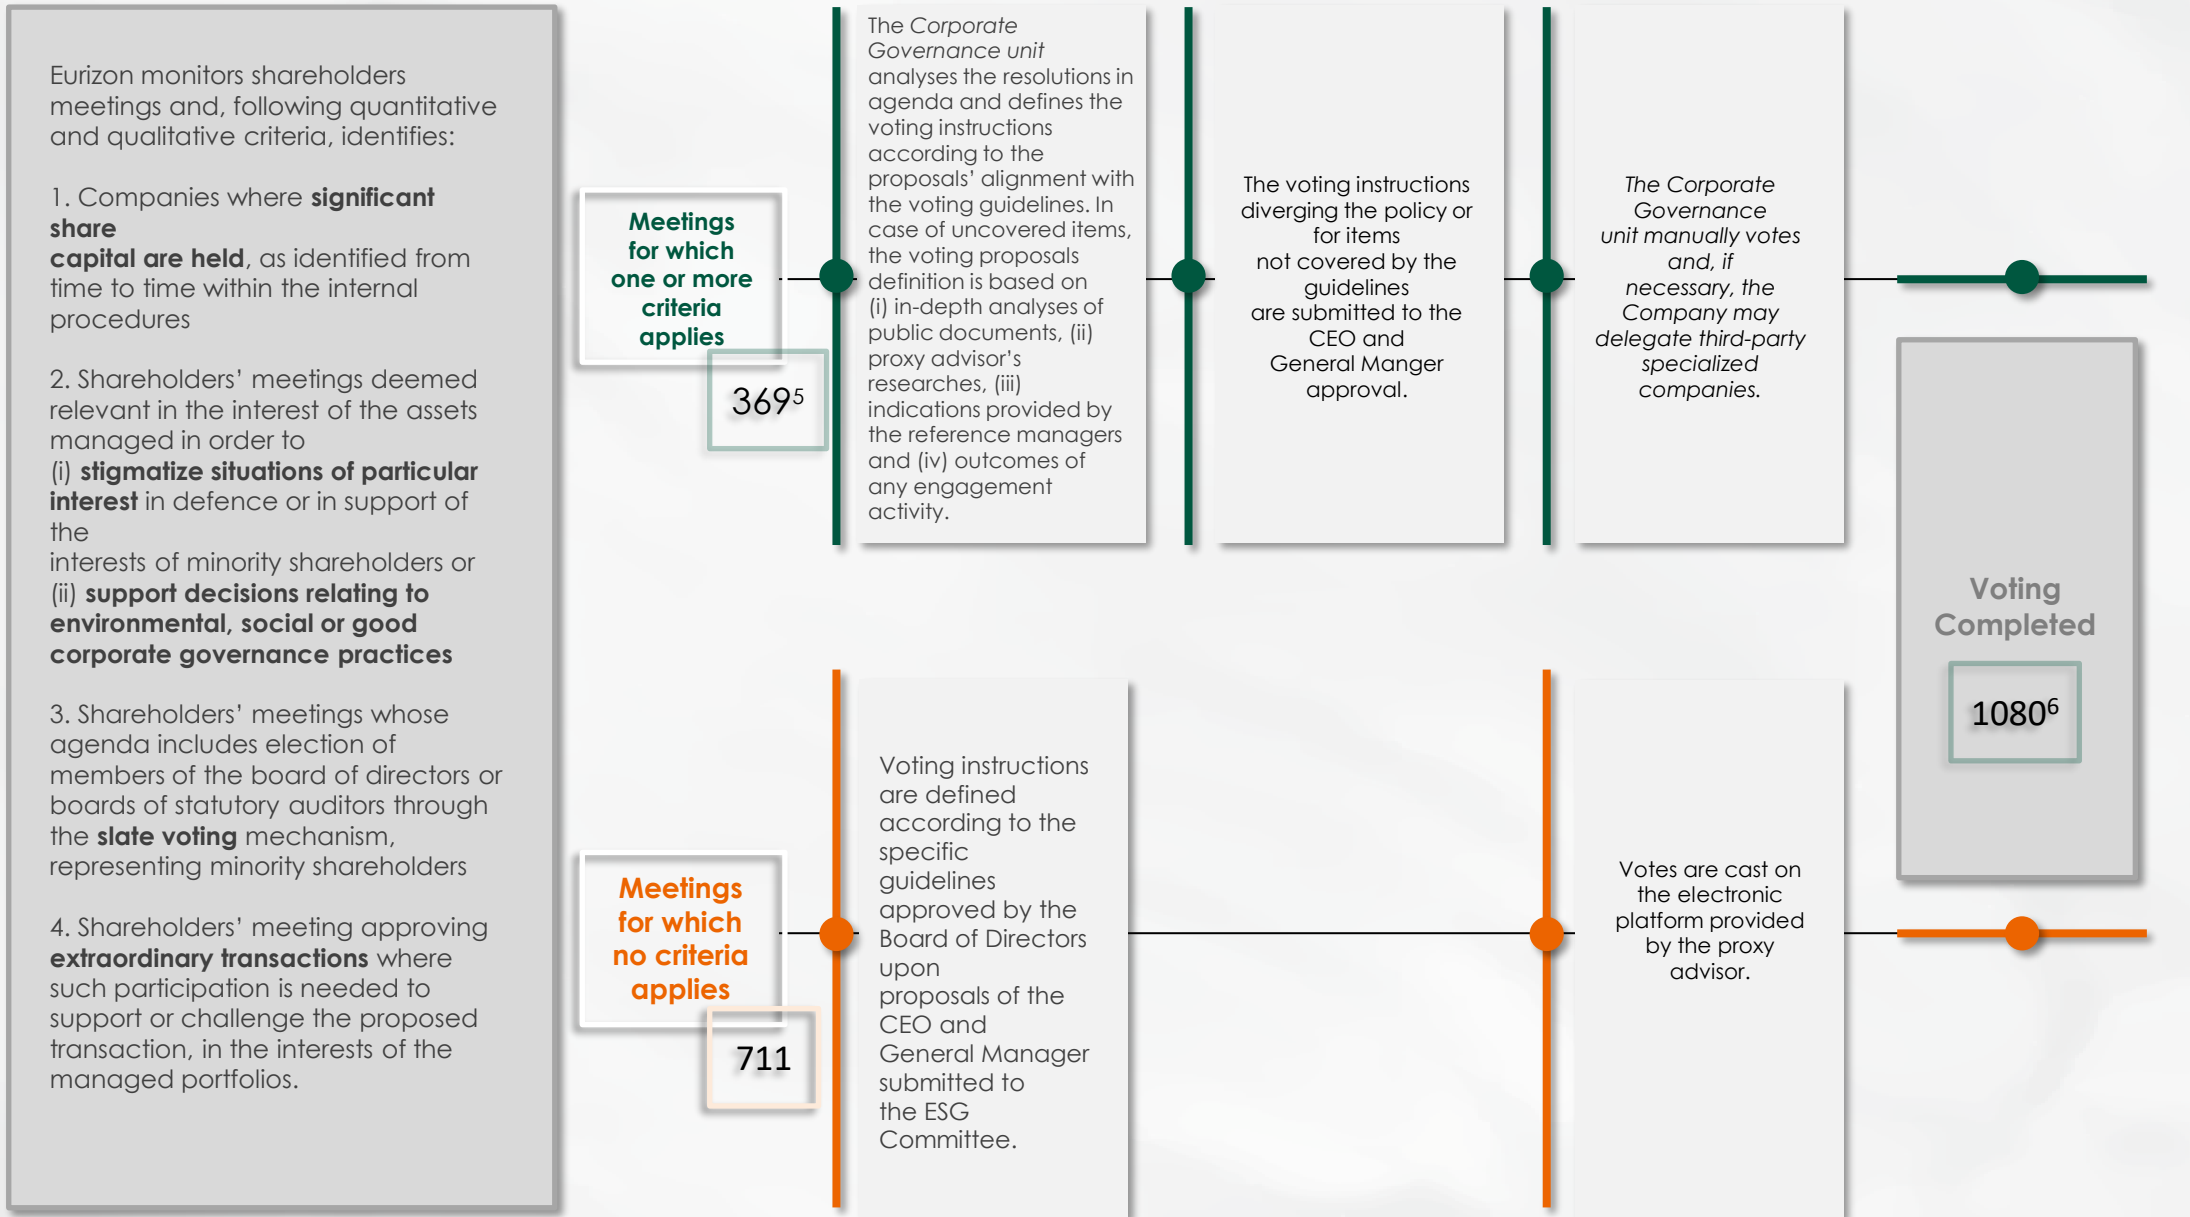 Eurizon monitors shareholders
meetings and, following quantitative
and qualitative criteria, identifies:
1. Companies where significant
share
capital are held, as identified from
time to time within the internal
procedures
2. Shareholders’ meetings deemed
relevant in the interest of the assets
managed in order to
(i) stigmatize situations of particular
interest in defence or in support of
the
interests of minority shareholders or
(ii) support decisions relating to
environmental, social or good
corporate governance practices
3. Shareholders’ meetings whose
agenda includes election of
members of the board of directors or
boards of statutory auditors through
the slate voting mechanism,
representing minority shareholders
4. Shareholders’ meeting approving
extraordinary transactions where
such participation is needed to
support or challenge the proposed
transaction, in the interests of the
managed portfolios.
Meetings
for which
one or more
criteria
applies
369⁵
The Corporate
Governance unit
analyses the resolutions in
agenda and defines the
voting instructions
according to the
proposals’ alignment with
the voting guidelines. In
case of uncovered items,
the voting proposals
definition is based on
(i) in-depth analyses of
public documents, (ii)
proxy advisor’s
researches, (iii)
indications provided by
the reference managers
and (iv) outcomes of
any engagement
activity.
The voting instructions
diverging the policy or
for items
not covered by the
guidelines
are submitted to the
CEO and
General Manger
approval.
The Corporate
Governance
unit manually votes
and, if
necessary, the
Company may
delegate third-party
specialized
companies.
Meetings
for which
no criteria
applies
711
Voting instructions
are defined
according to the
specific
guidelines
approved by the
Board of Directors
upon
proposals of the
CEO and
General Manager
submitted to
the ESG
Committee.
Votes are cast on
the electronic
platform provided
by the proxy
advisor.
Voting
Completed
1080⁶